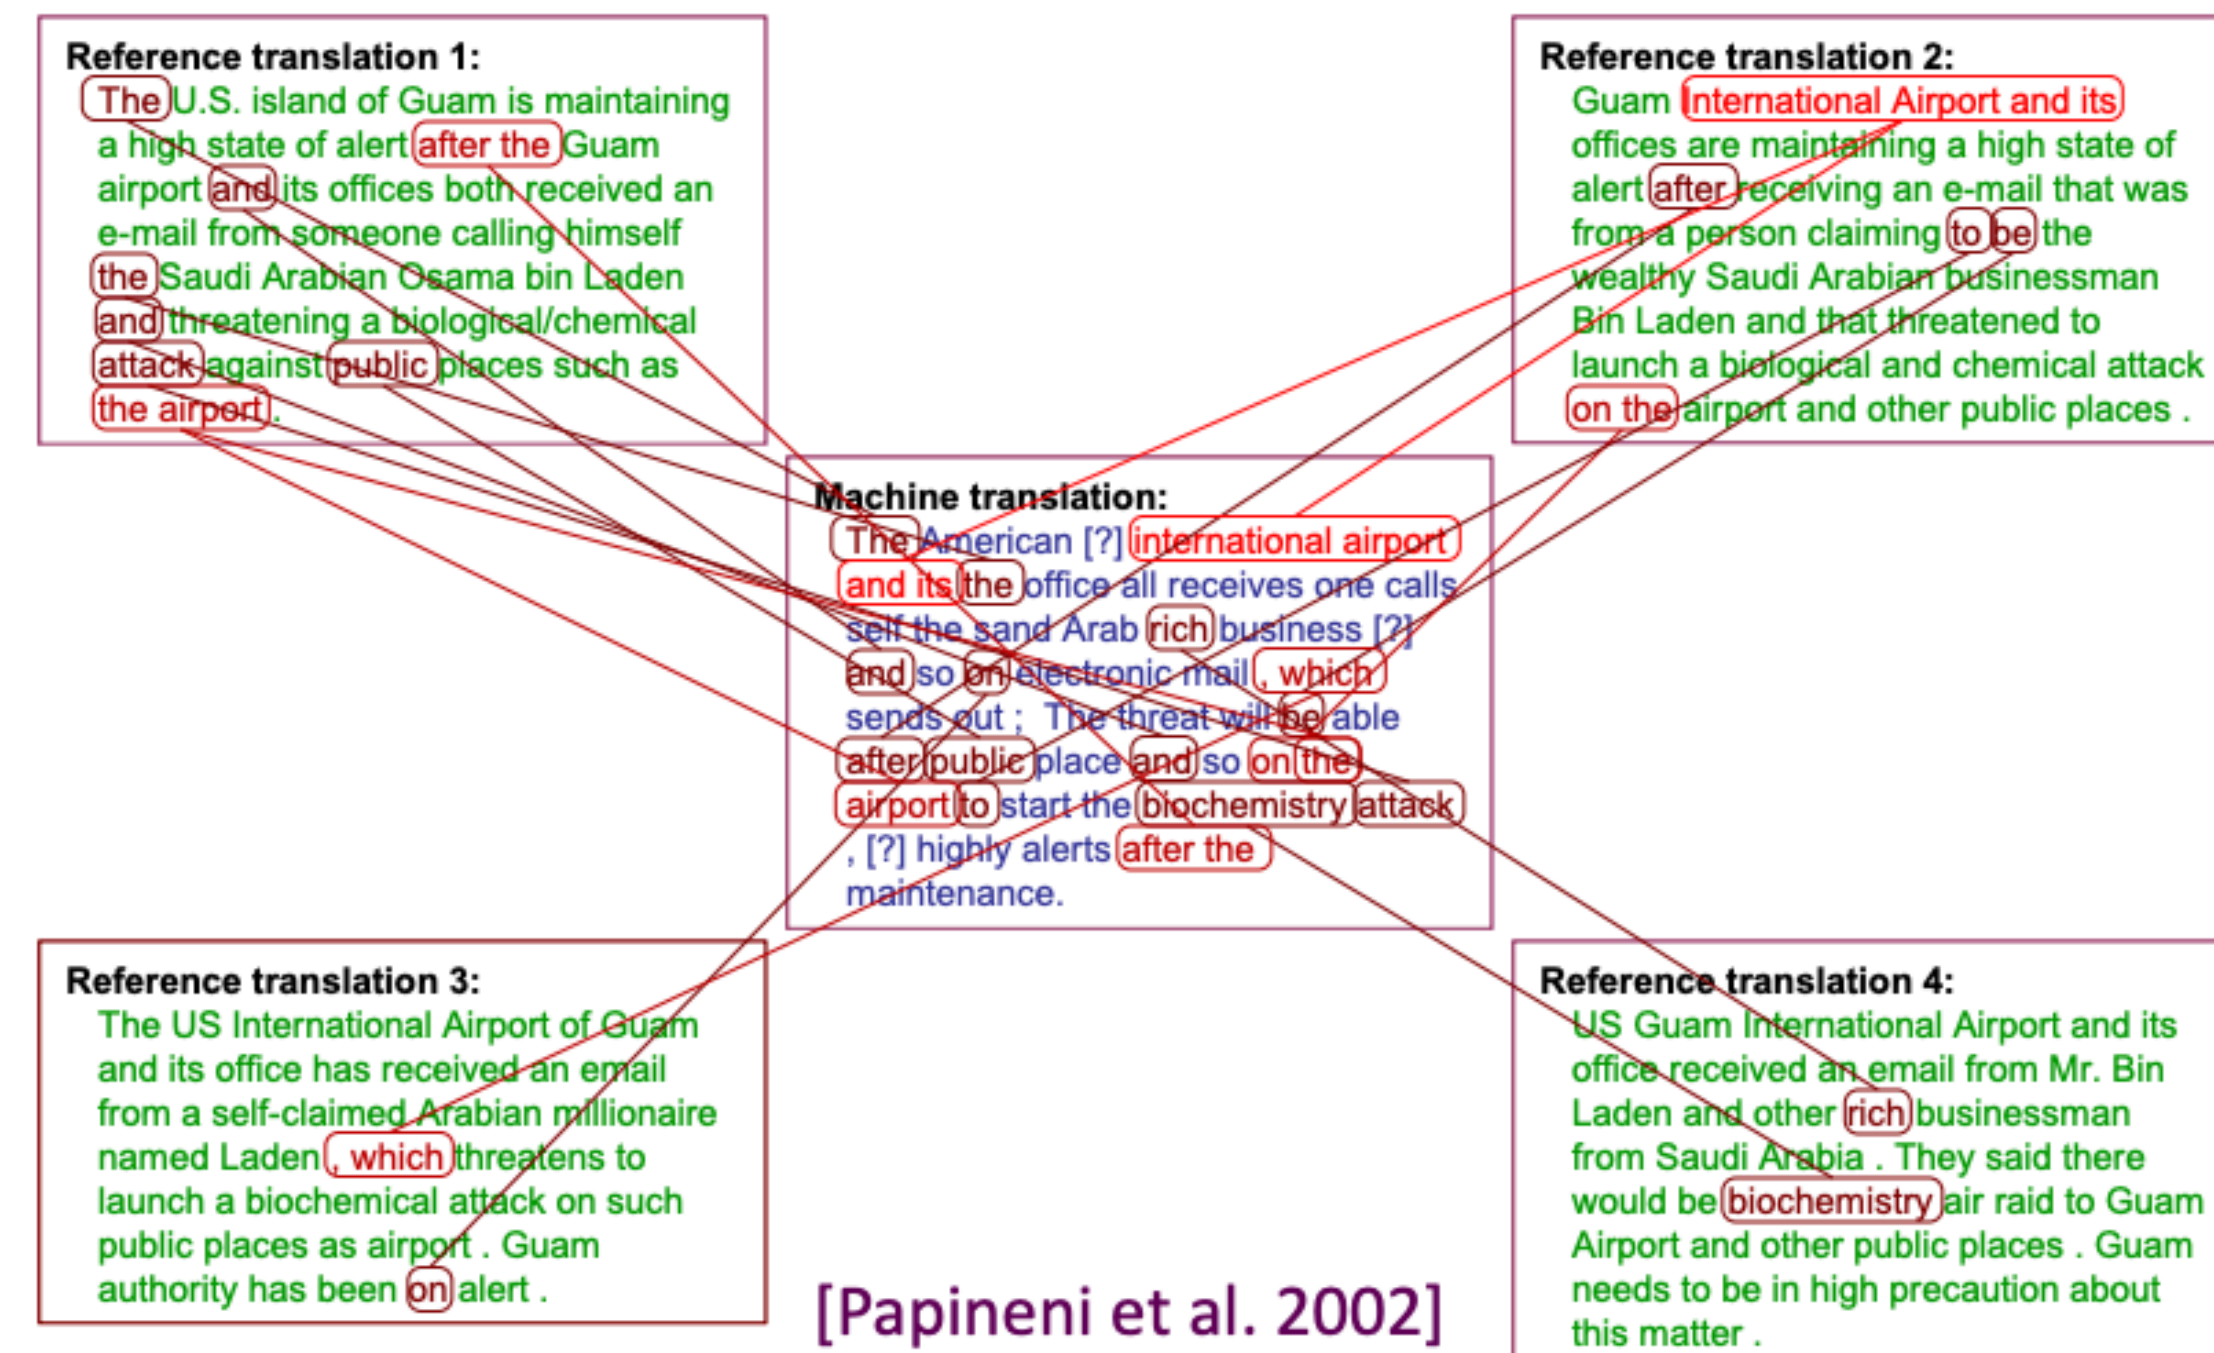 Reference translation 1:
The U.S. island of Guam is maintaining
a high state of alert after the Guam
airport and its offices both received an
e-mail from someone calling himself
the Saudi Arabian Osama bin Laden
and threatening a biological/chemical
attack against public places such as
the airport .
Reference translation 2:
Guam International Airport and its
offices are maintaining a high state of
alert after receiving an e-mail that was
from a person claiming to be the
wealthy Saudi Arabian businessman
Bin Laden and that threatened to
launch a biological and chemical attack
on the airport and other public places .
Machine translation:
The American [?] international airport
and its the office all receives one calls
self the sand Arab rich business [?]
and so on electronic mail , which
sends out ; The threat will be able
after public place and so on the
airport to start the biochemistry attack
, [?] highly alerts after the
maintenance.
Reference translation 3:
The US International Airport of Guam
and its office has received an email
from a self-claimed Arabian millionaire
named Laden , which threatens to
launch a biochemical attack on such
public places as airport . Guam
authority has been on alert .
Reference translation 4:
US Guam International Airport and its
office received an email from Mr. Bin
Laden and other rich businessman
from Saudi Arabia . They said there
would be biochemistry air raid to Guam
Airport and other public places . Guam
needs to be in high precaution about
this matter .
[Papineni et al. 2002]